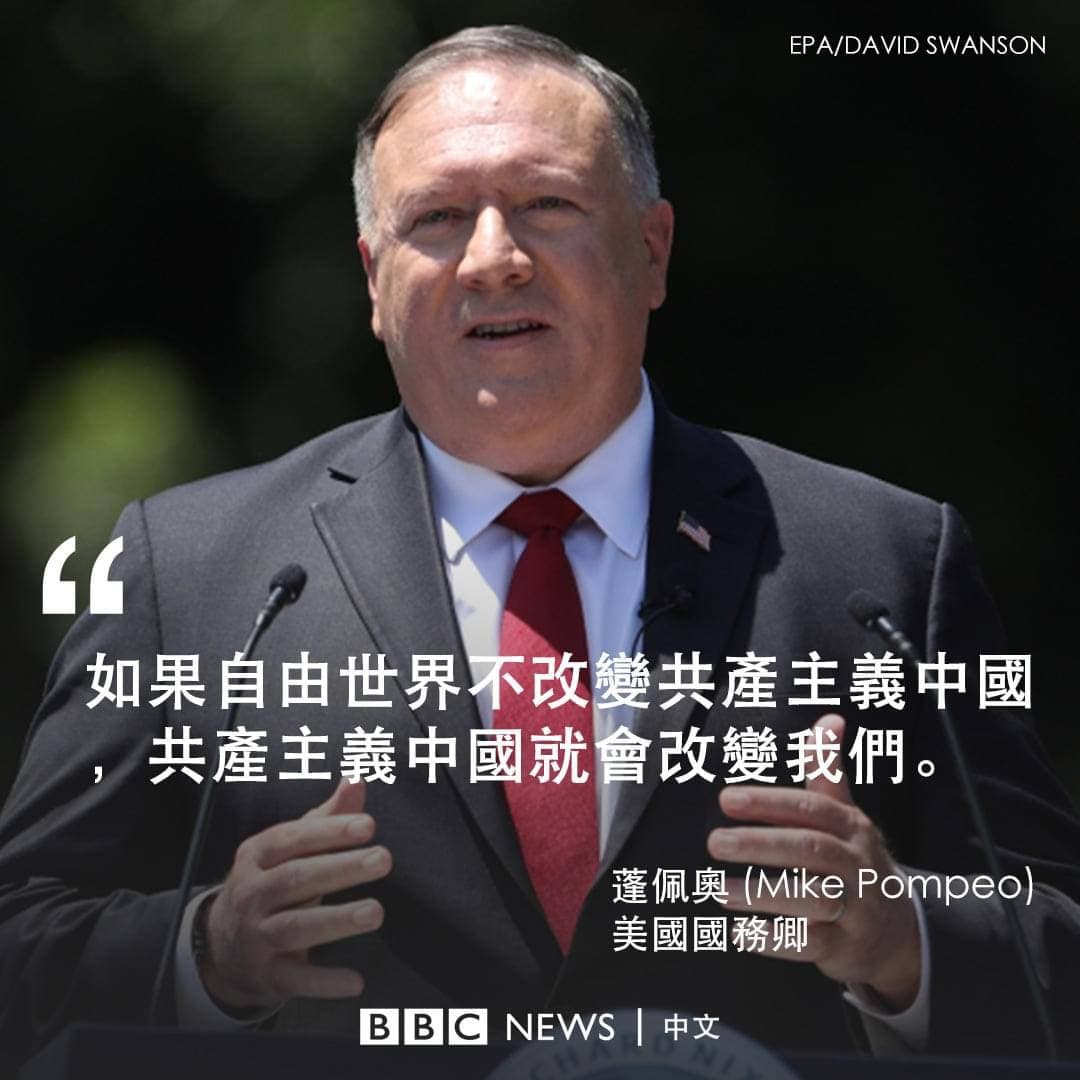 EPA/DAVID SWANSON
“
如果自由世界不改變共產主義中國
，共產主義中國就會改變我們。
蓬佩奧 (Mike Pompeo)
美國國務卿
BBC NEWS | 中文
CHARD NIX